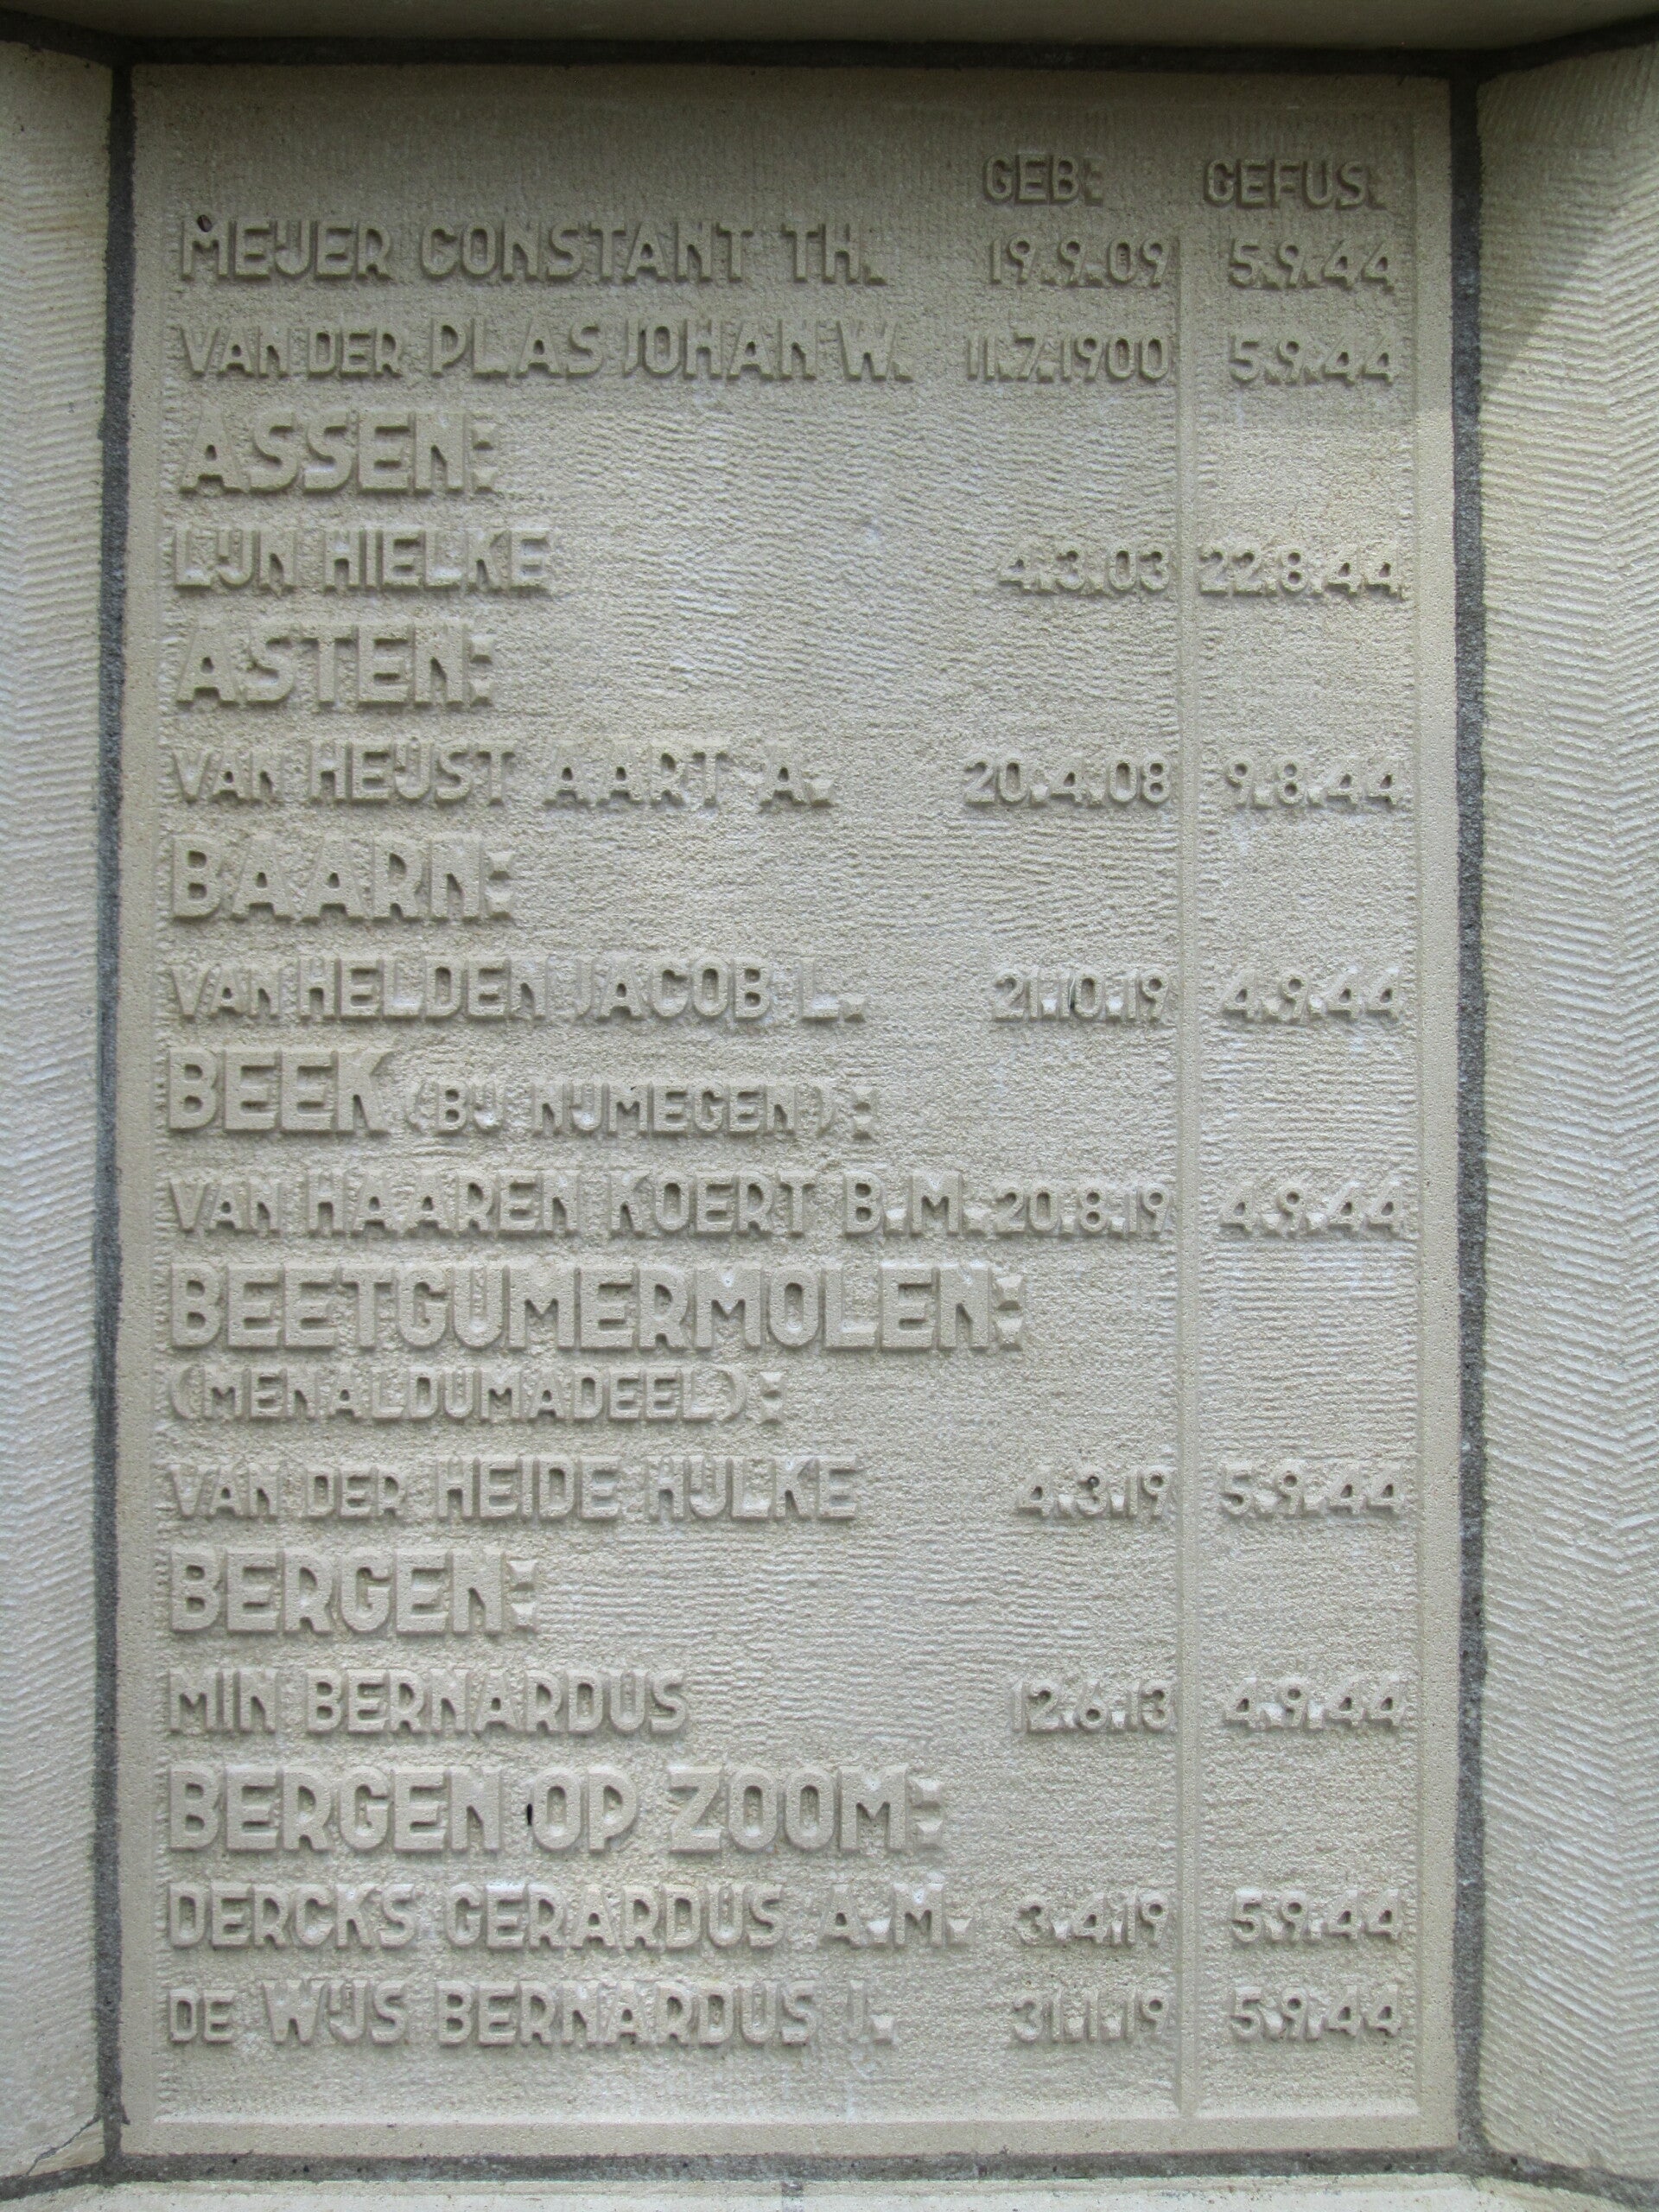 GEB: GEFUS:
MEIJER CONSTANT TH. 19.9.09 5.9.44
VAN DER PLAS JOHAN W. 11.7.1900 5.9.44
ASSEN:
LIJN HIELKE 4.3.03 22.8.44
ASTEN:
VAN HEIJST AART A. 20.4.08 9.8.44
BAARN:
VAN HELDEN JACOB L. 21.10.19 4.9.44
BEEK (BIJ NIJMEGEN):
VAN HAAREN KOERT B.M. 20.8.19 4.9.44
BEETGUMERMOLEN:
(MENALDUMADEEL):
VAN DER HEIDE HIJLKE 4.3.19 5.9.44
BERGEN:
MIN BERNARDUS 12.6.13 4.9.44
BERGEN OP ZOOM:
DERCKS GERARDUS A.M. 3.4.19 5.9.44
DE WIJS BERNARDUS J. 31.1.19 5.9.44